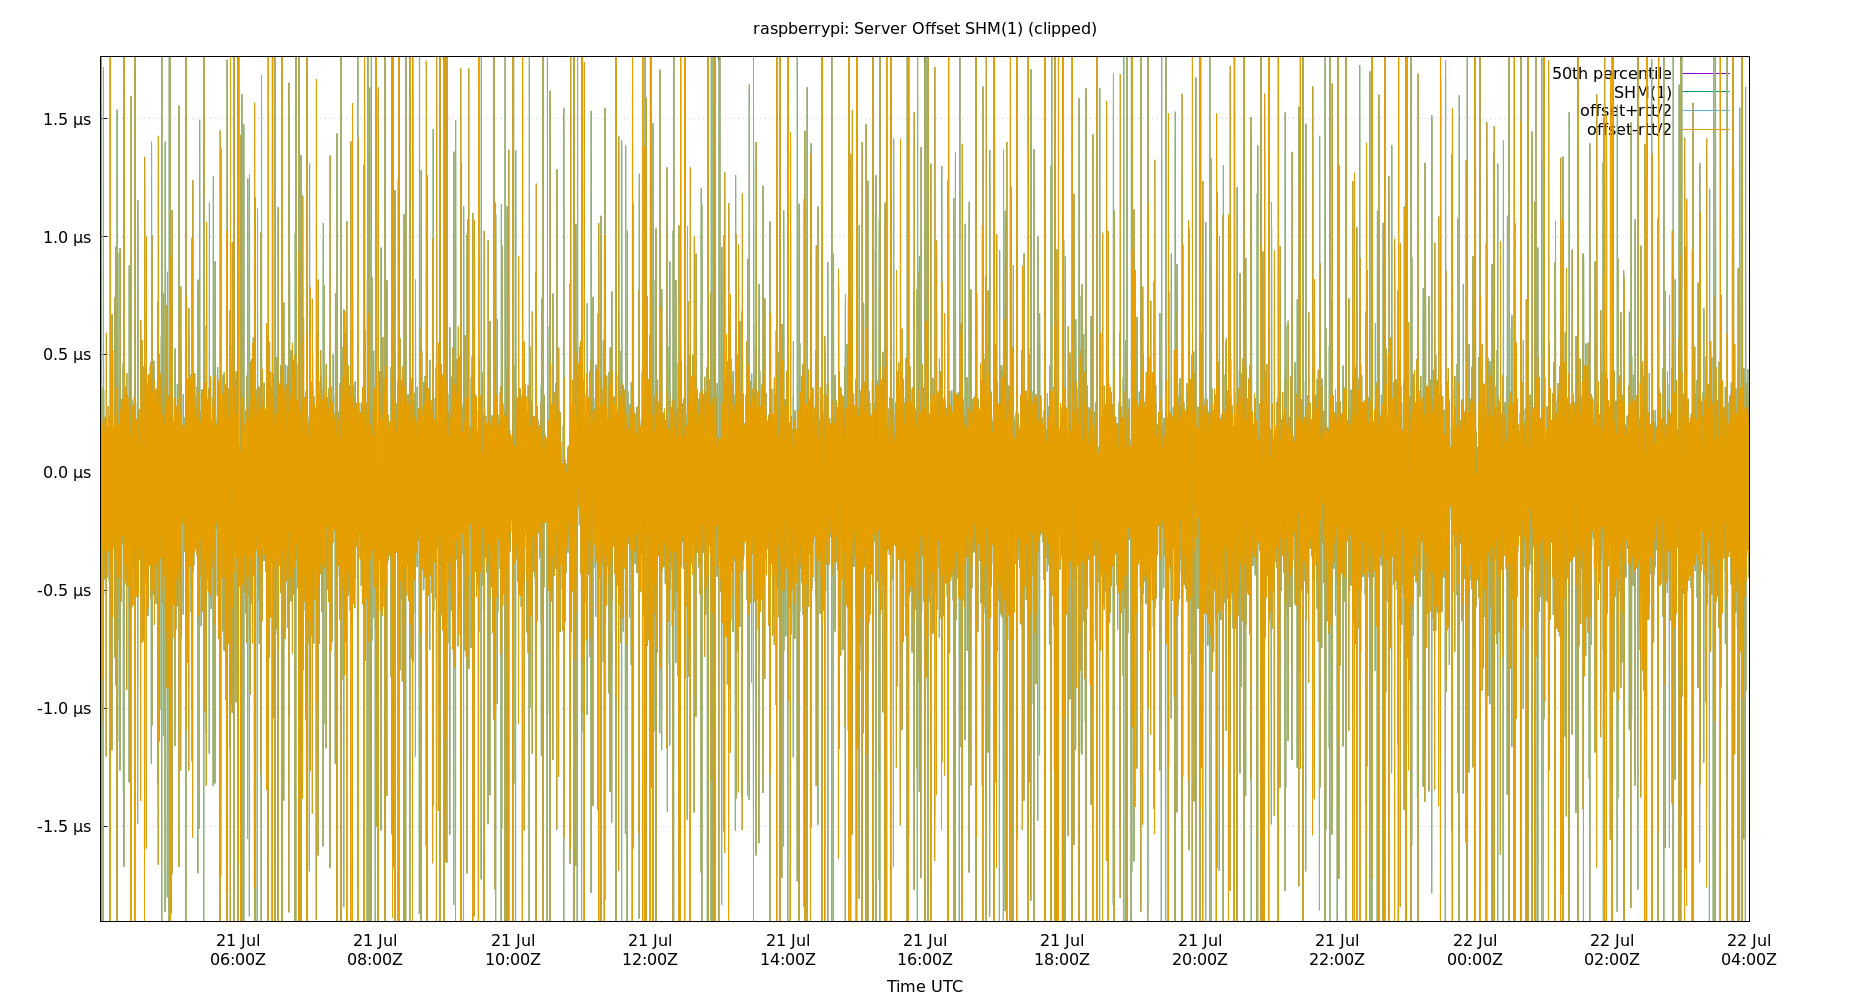 raspberrypi: Server Offset SHM(1) (clipped)
50th percentile
SHM(1)
offset+rtt/2
offset-rtt/2
1.5 µs
1.0 µs
0.5 µs
0.0 µs
-0.5 µs
-1.0 µs
-1.5 µs
21 Jul 21 Jul 21 Jul 21 Jul 21 Jul 21 Jul 21 Jul 21 Jul 21 Jul 22 Jul 22 Jul 22 Jul
06:00Z 08:00Z 10:00Z 12:00Z 14:00Z 16:00Z 18:00Z 20:00Z 22:00Z 00:00Z 02:00Z 04:00Z
Time UTC